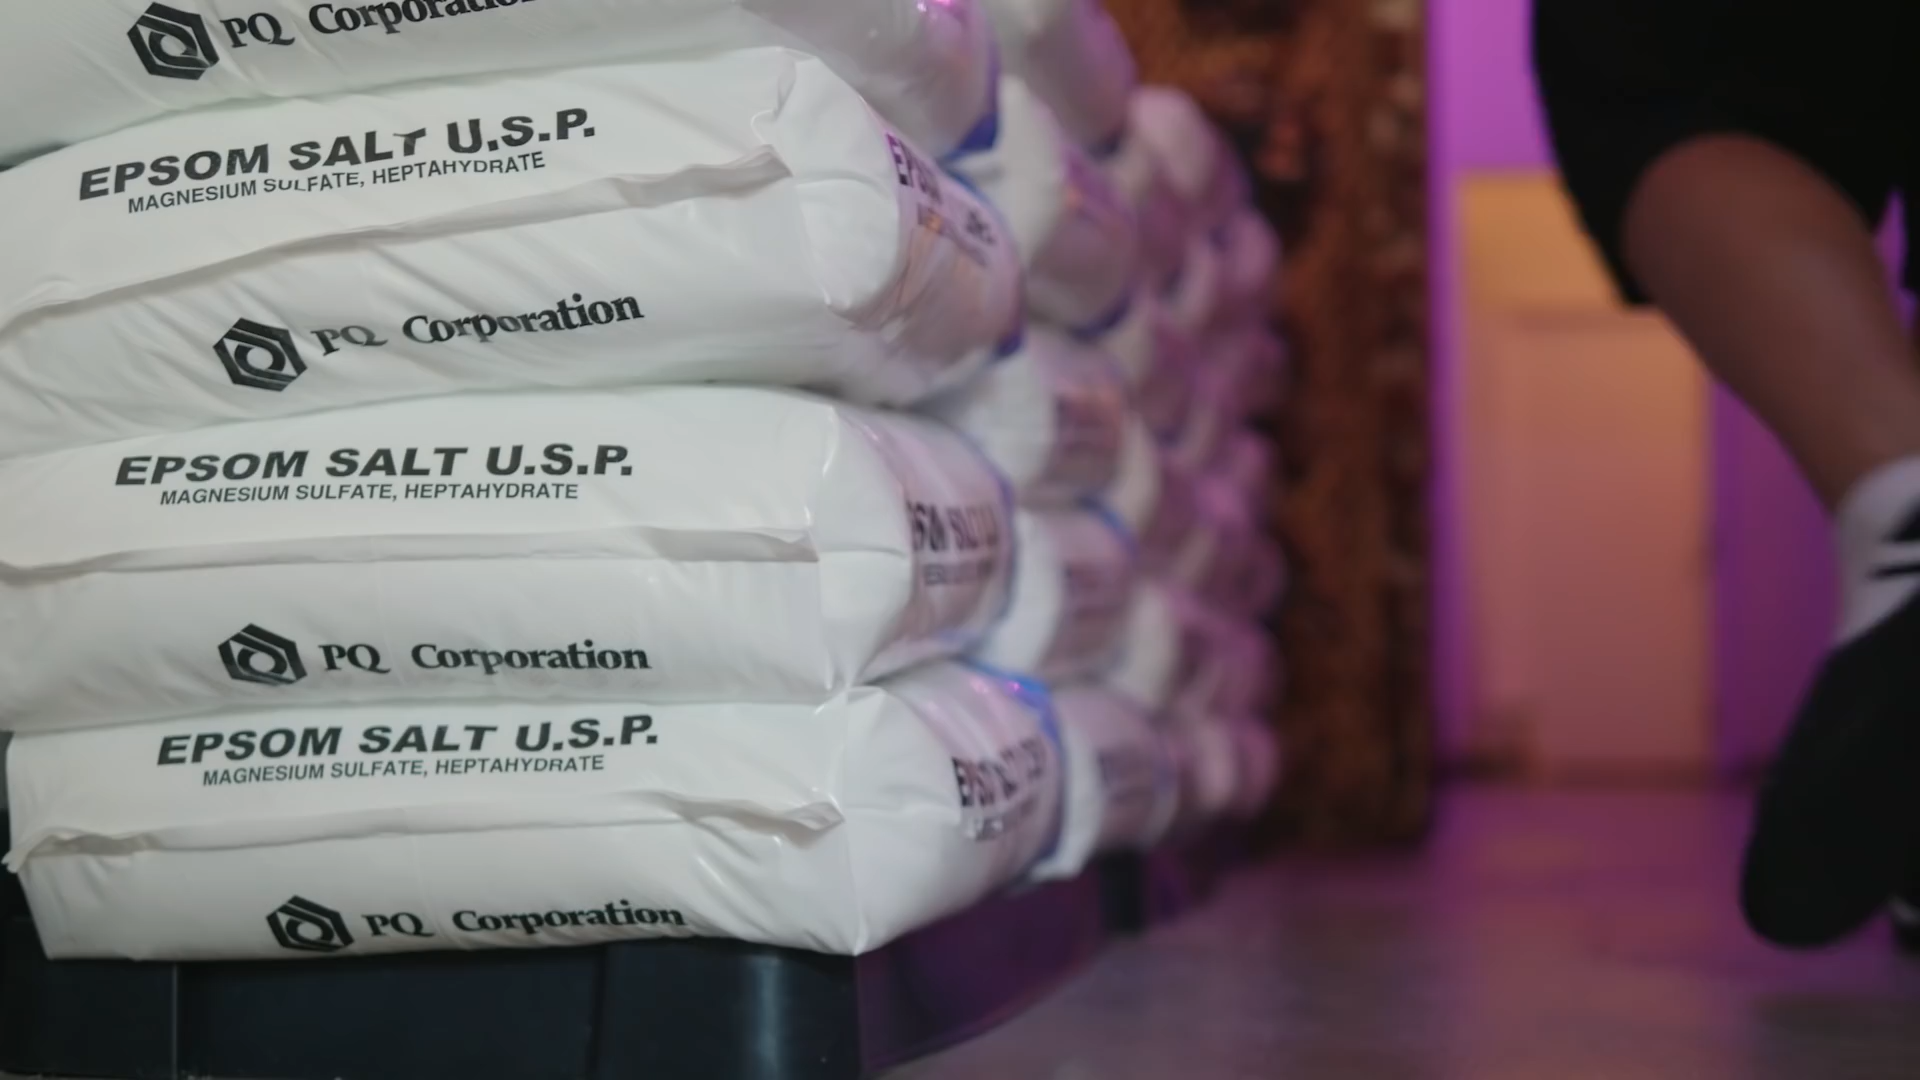 PQ Corporation
EPSOM SALT U.S.P.
MAGNESIUM SULFATE, HEPTAHYDRATE
PQ Corporation
EPSOM SALT U.S.P.
MAGNESIUM SULFATE, HEPTAHYDRATE
PQ Corporation
EPSOM SALT U.S.P.
MAGNESIUM SULFATE, HEPTAHYDRATE
PQ Corporation